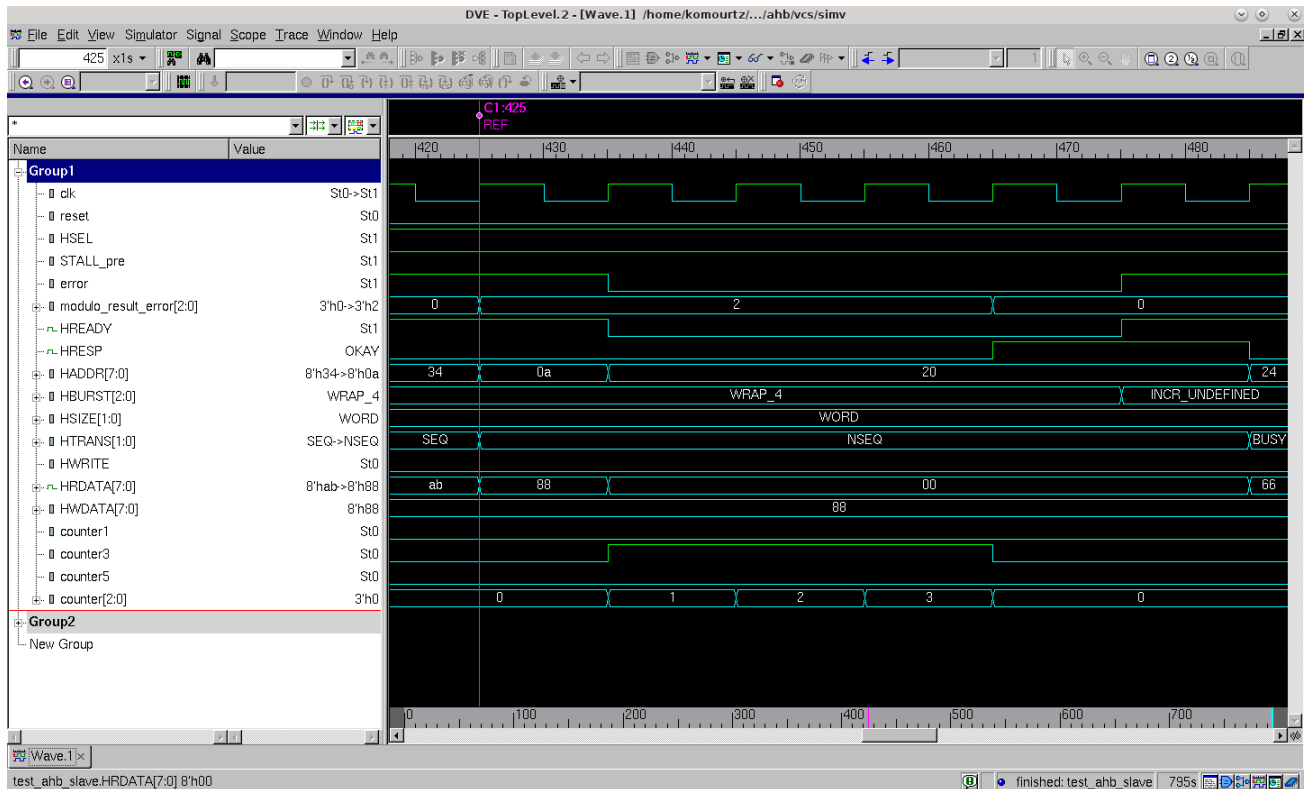 DVE - TopLevel.2 - [Wave.1] /home/komourtz/.../ahb/vcs/simv
File Edit View Simulator Signal Scope Trace Window Help
425 x1s
1
C1:425
REF
*
Name Value 420 430 440 450 460 470 480
Group1
clk St0->St1
reset St0
HSEL St1
STALL_pre St1
error St1
modulo_result_error[2:0] 3'h0->3'h2 0 2 0
HREADY St1
HRESP OKAY
HADDR[7:0] 8'h34->8'h0a 34 0a 20 24
HBURST[2:0] WRAP_4 WRAP_4 INCR_UNDEFINED
HSIZE[1:0] WORD WORD
HTRANS[1:0] SEQ->NSEQ SEQ NSEQ BUSY
HWRITE St0
HRDATA[7:0] 8'hab->8'h88 ab 88 00 66
HWDATA[7:0] 8'h88 88
counter1 St0
counter3 St0
counter5 St0
counter[2:0] 3'h0 0 1 2 3 0
Group2
New Group
0 100 200 300 400 500 600 700
Wave.1
test_ahb_slave.HRDATA[7:0] 8'h00 finished: test_ahb_slave 795s